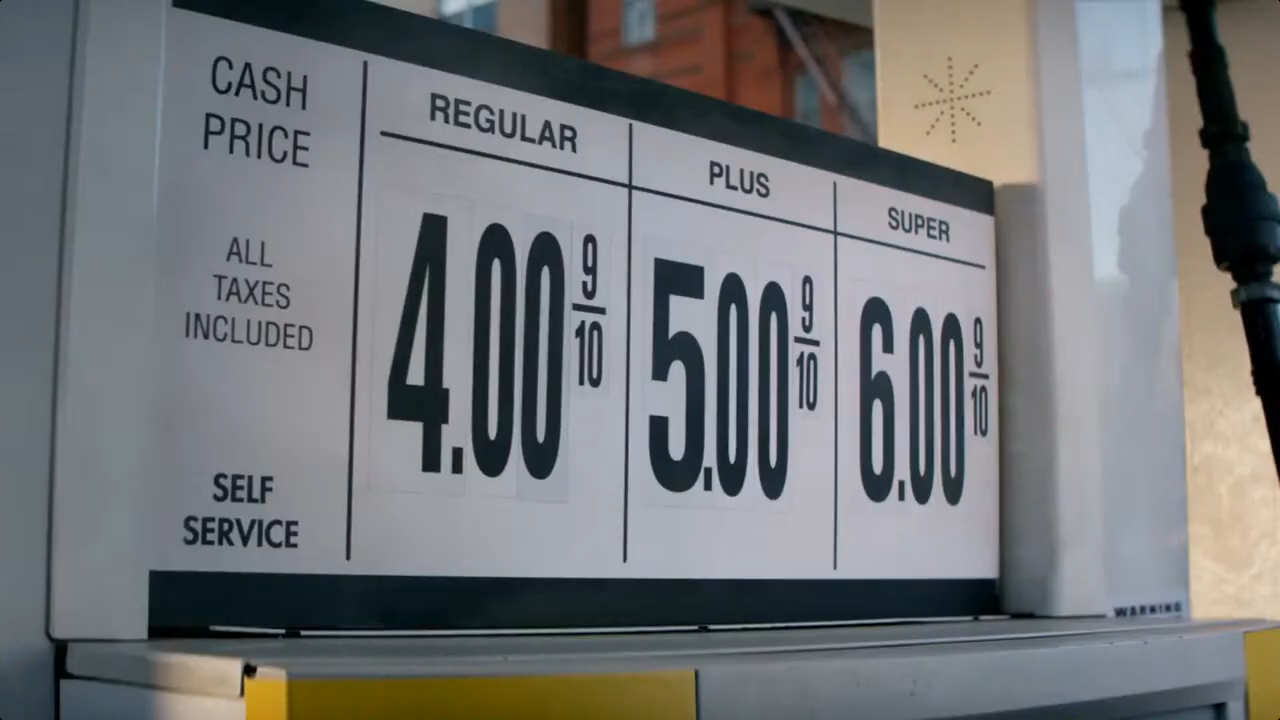 CASH
PRICE
ALL
TAXES
INCLUDED
SELF
SERVICE
REGULAR
4.00 9/10
PLUS
5.00 9/10
SUPER
6.00 9/10
WARNING